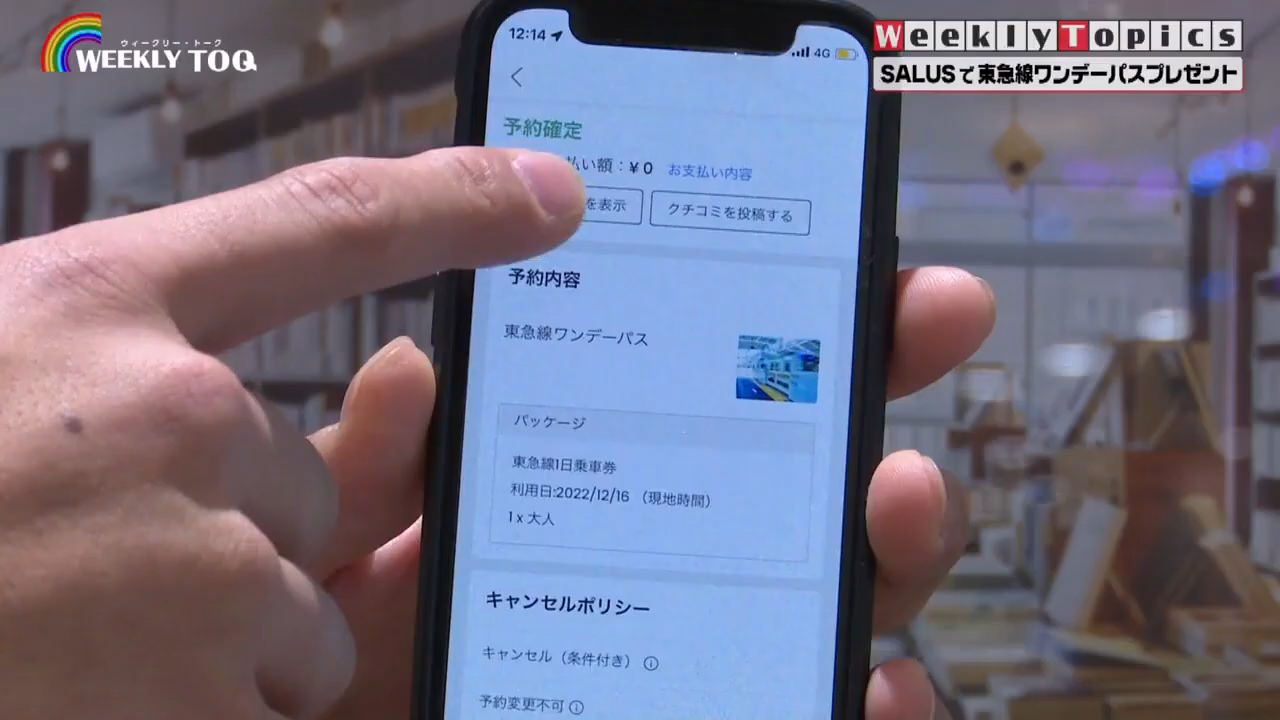 ウィークリー・トーク
WEEKLY TOQ
WeeklyTopics
SALUSで東急線ワンデーパスプレゼント
12:14
4G
予約確定
払い額：¥0 お支払い内容
を表示
クチコミを投稿する
予約内容
東急線ワンデーパス
パッケージ
東急線1日乗車券
利用日:2022/12/16 （現地時間）
1 x 大人
キャンセルポリシー
キャンセル（条件付き）
予約変更不可